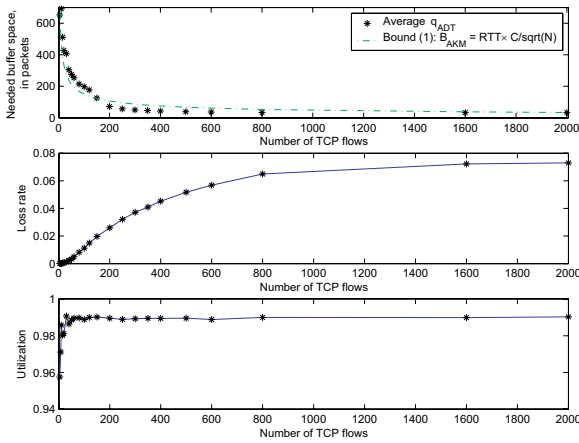 Needed buffer space,
in packets
600
400
200
0
Average q_ADT
Bound (1): B_AKM = RTT× C/sqrt(N)
0 200 400 600 800 1000 1200 1400 1600 1800 2000
Number of TCP flows
Loss rate
0.08
0.06
0.04
0.02
0
0 200 400 600 800 1000 1200 1400 1600 1800 2000
Number of TCP flows
Utilization
1
0.98
0.96
0.94
0 200 400 600 800 1000 1200 1400 1600 1800 2000
Number of TCP flows